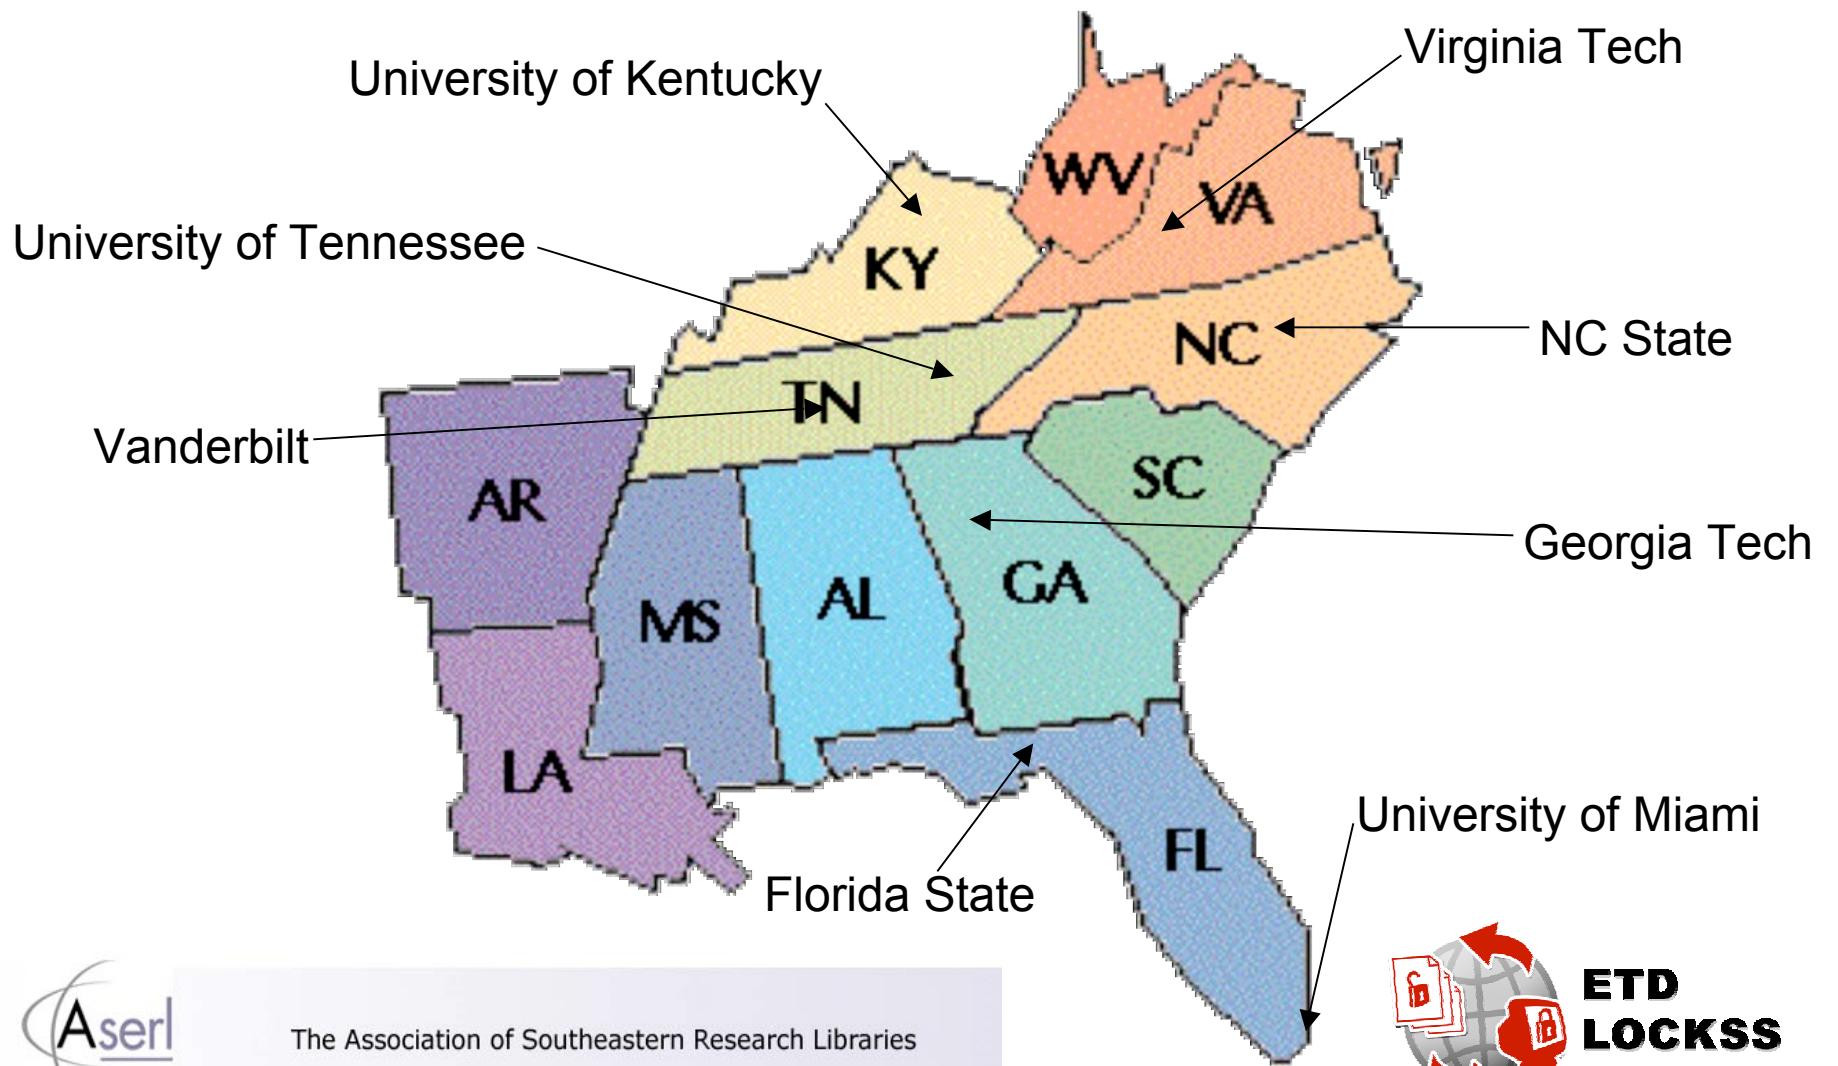 Virginia Tech
University of Kentucky
WV
VA
University of Tennessee
KY
NC
NC State
TN
Vanderbilt
AR
SC
Georgia Tech
GA
AL
MS
LA
University of Miami
FL
Florida State
Aserl
The Association of Southeastern Research Libraries
ETD
LOCKSS